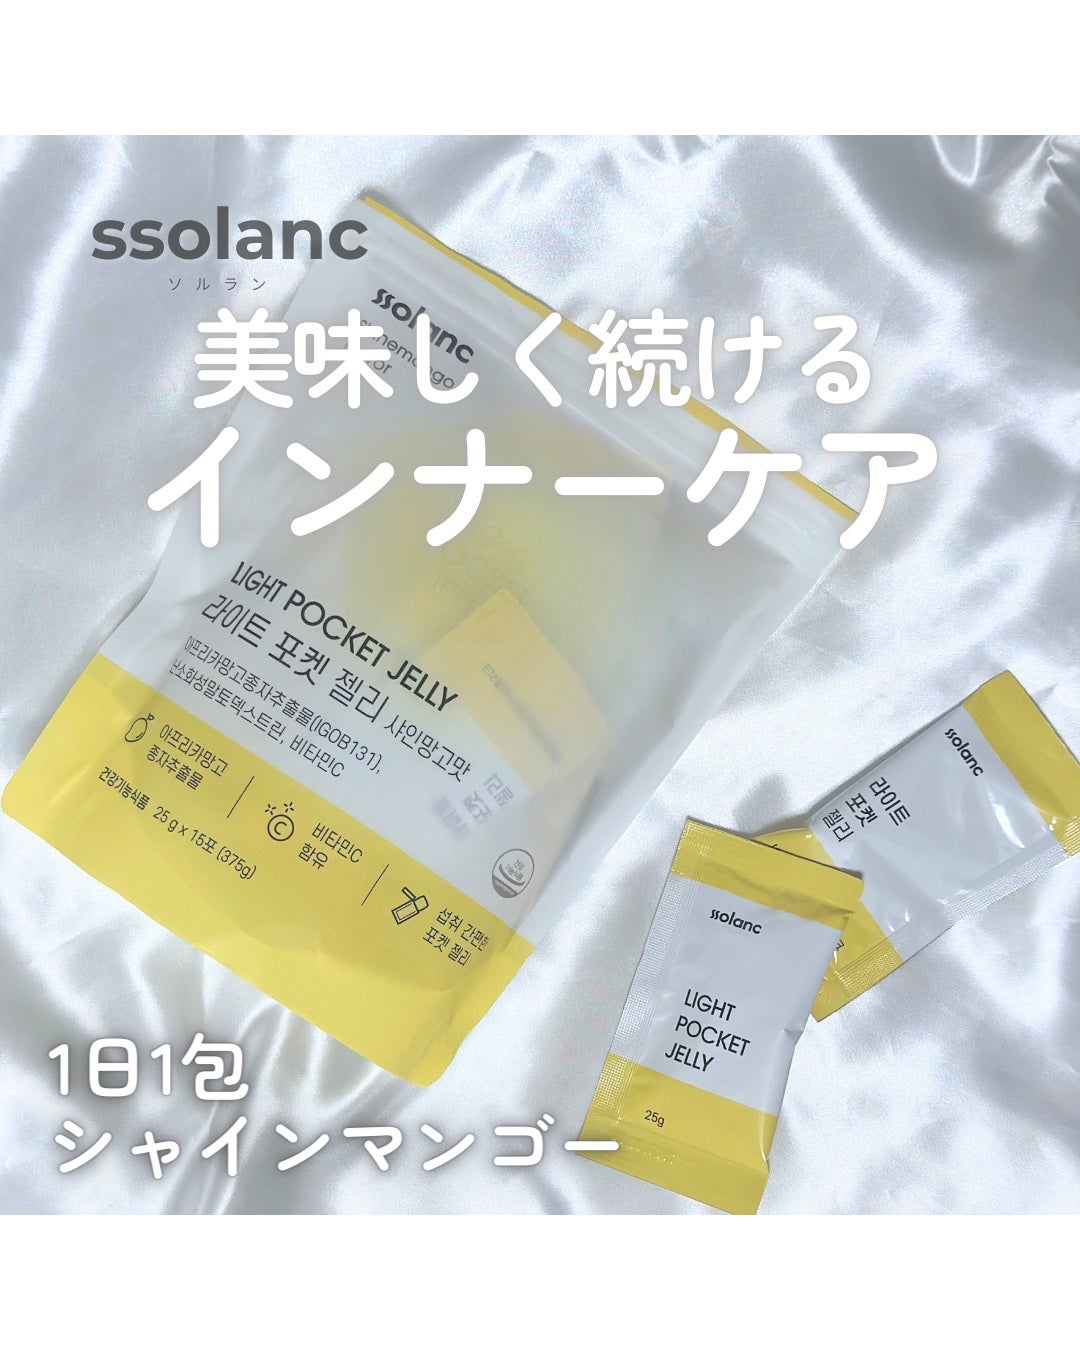 ssolanc
ソルラン
美味しく続ける
インナーケア
ssolanc
LIGHT POCKET JELLY
라이트 포켓 젤리 샤인망고맛
아프리카망고종자추출물(IGOB131),
난소화성말토덱스트린, 비타민C
아프리카망고
종자추출물
비타민C
함유
섭취 간편한
포켓 젤리
건강기능식품 25g x 15포 (375g)
ssolanc
라이트
포켓
젤리
ssolanc
LIGHT
POCKET
JELLY
25g
1日1包
シャインマンゴー